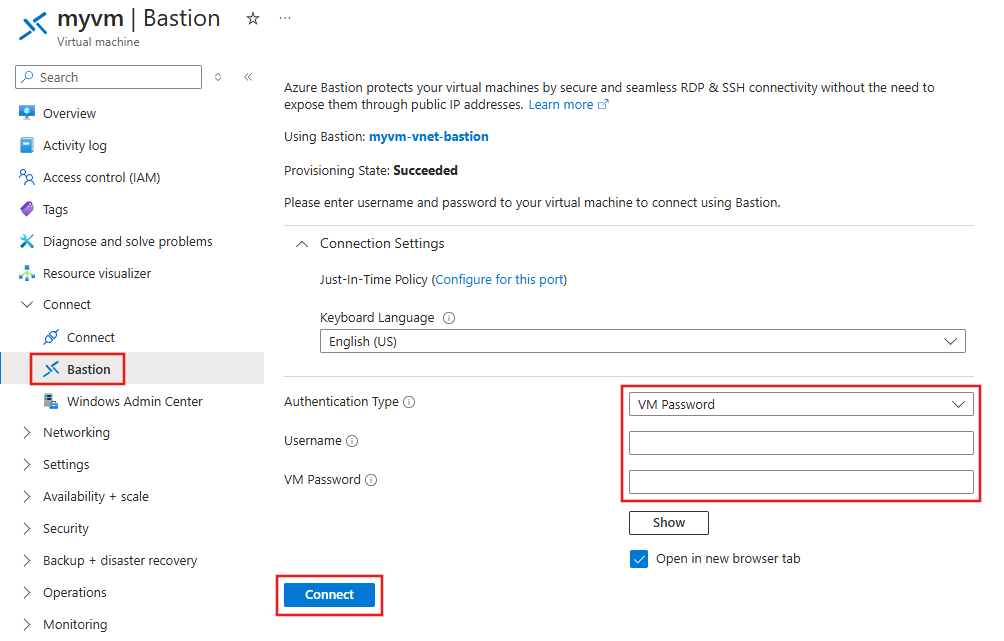 myvm | Bastion
Virtual machine
Search
Overview
Activity log
Access control (IAM)
Tags
Diagnose and solve problems
Resource visualizer
Connect
Connect
Bastion
Windows Admin Center
Networking
Settings
Availability + scale
Security
Backup + disaster recovery
Operations
Monitoring
Azure Bastion protects your virtual machines by secure and seamless RDP & SSH connectivity without the need to
expose them through public IP addresses. Learn more
Using Bastion: myvm-vnet-bastion
Provisioning State: Succeeded
Please enter username and password to your virtual machine to connect using Bastion.
Connection Settings
Just-In-Time Policy (Configure for this port)
Keyboard Language
English (US)
Authentication Type
VM Password
Username
VM Password
Show
Open in new browser tab
Connect